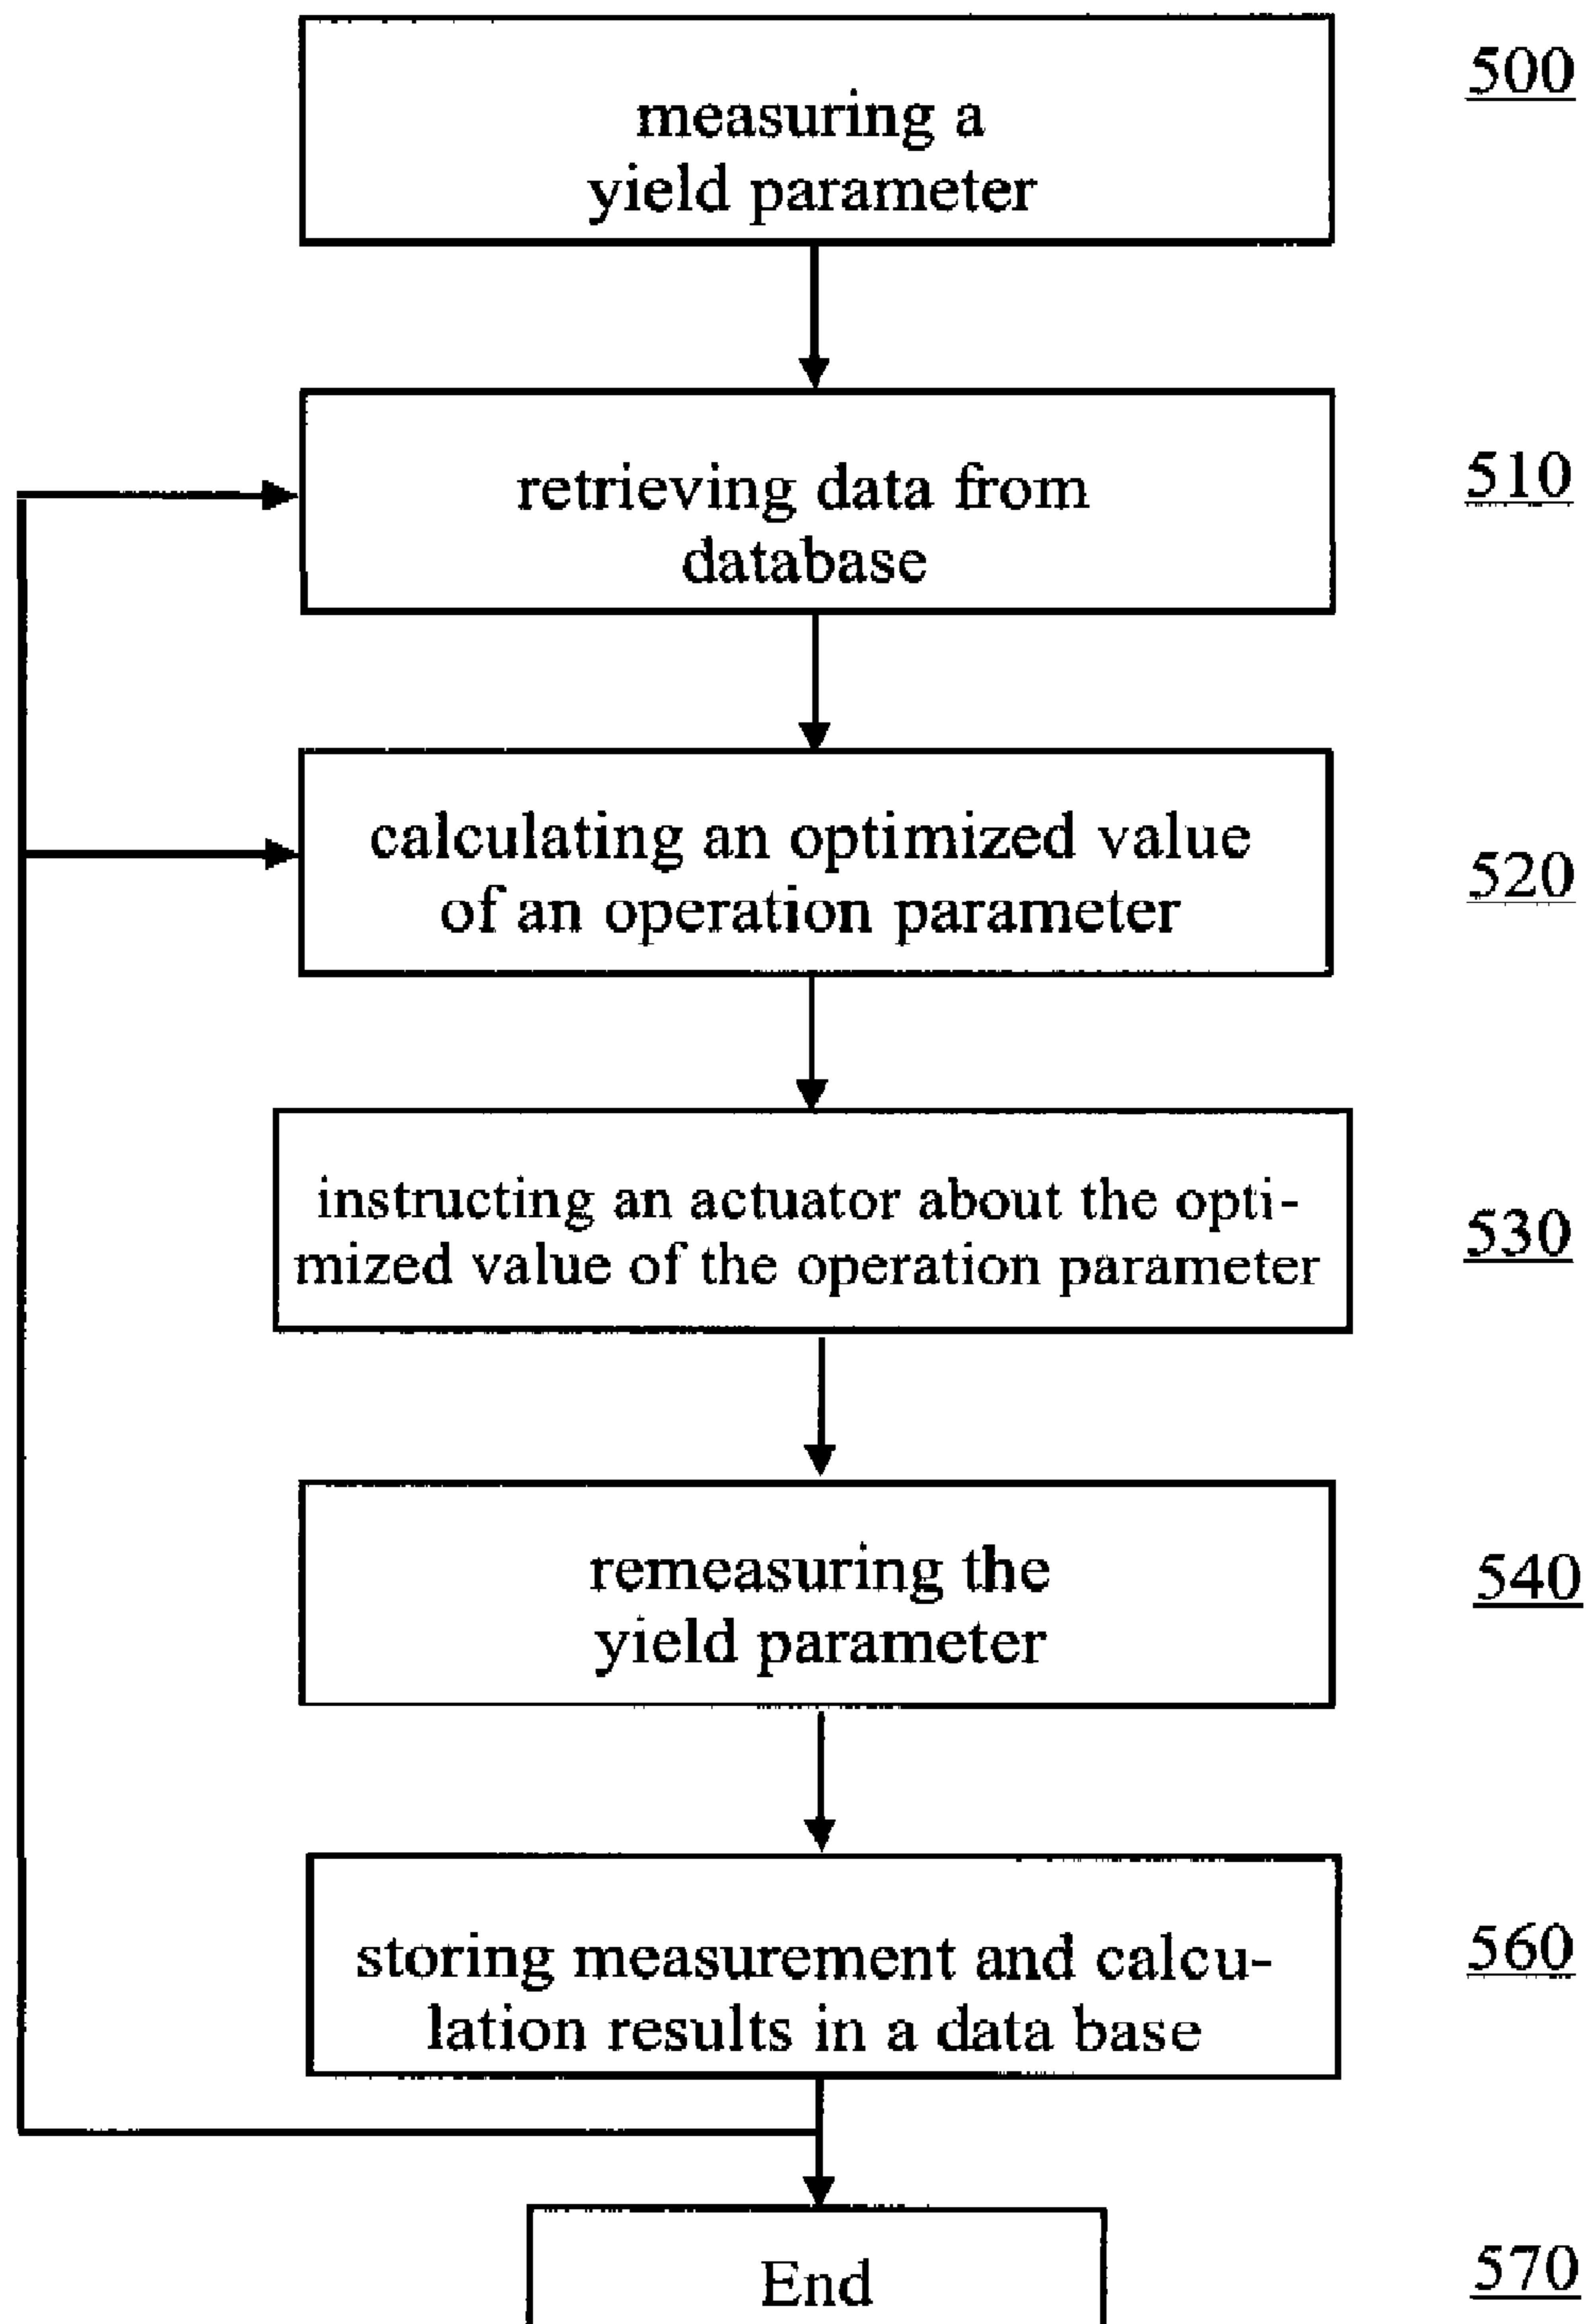 measuring a
yield parameter
500
retrieving data from
database
510
calculating an optimized value
of an operation parameter
520
instructing an actuator about the opti-
mized value of the operation parameter
530
remeasuring the
yield parameter
540
storing measurement and calcu-
lation results in a data base
560
End
570